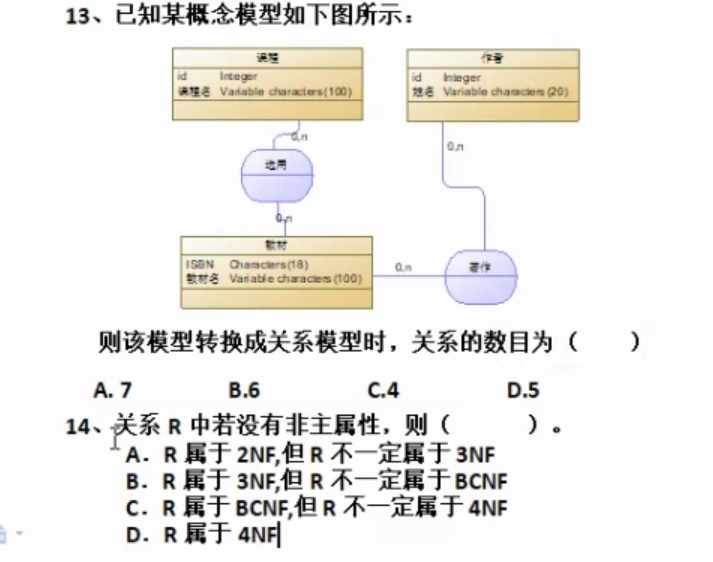 13、已知某概念模型如下图所示：
课程
id Integer
课程名 Variable characters(100)
作者
id Integer
姓名 Variable characters(20)
0,n
0,n
选用
0,n
教材
ISBN Characters(18)
教材名 Variable characters(100)
0,n
著作
则该模型转换成关系模型时，关系的数目为（ ）
A. 7 B.6 C.4 D.5
14、关系 R 中若没有非主属性，则（ ）。
A. R 属于 2NF,但 R 不一定属于 3NF
B. R 属于 3NF,但 R 不一定属于 BCNF
C. R 属于 BCNF,但 R 不一定属于 4NF
D. R 属于 4NF